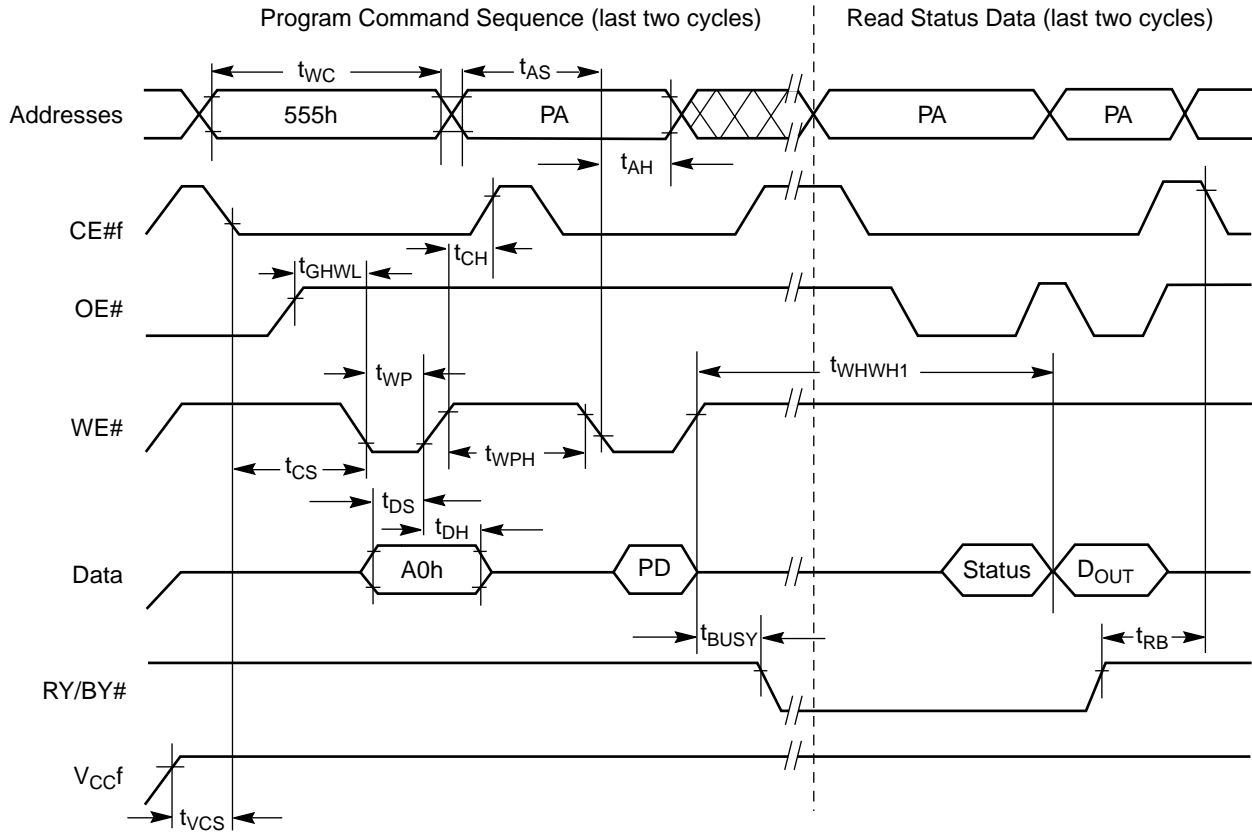 Program Command Sequence (last two cycles)
Read Status Data (last two cycles)
tWC
tAS
Addresses
555h
PA
PA
PA
tAH
CE#f
tCH
tGHWL
OE#
tWHWH1
tWP
WE#
tWPH
tCS
tDS
tDH
Data
A0h
PD
Status
DOUT
tBUSY
tRB
RY/BY#
VCCf
tVCS